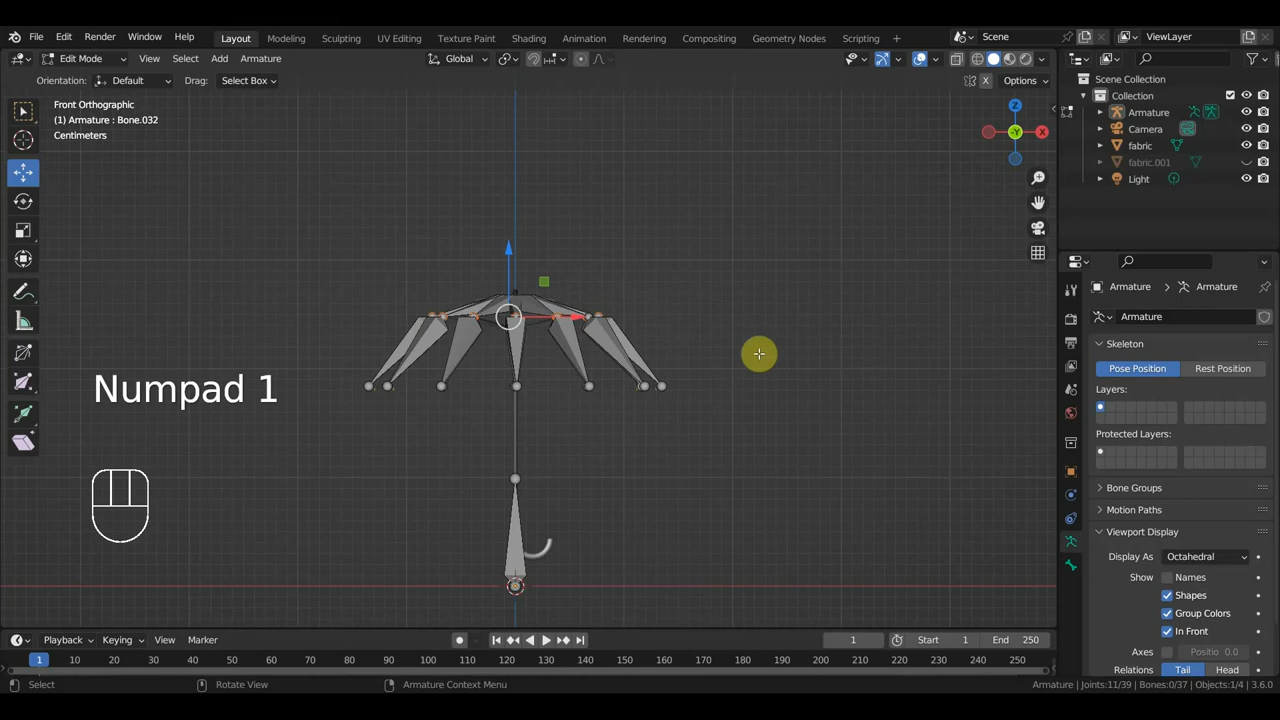 File Edit Render Window Help Layout Modeling Sculpting UV Editing Texture Paint Shading Animation Rendering Compositing Geometry Nodes Scripting + Scene ViewLayer
Edit Mode View Select Add Armature Global
Orientation: Default Drag: Select Box X Options
Front Orthographic
(1) Armature : Bone.032
Centimeters
Z
-Y
X
Scene Collection
Collection
Armature
Camera
fabric
fabric.001
Light
Armature Armature
Armature
Skeleton
Pose Position Rest Position
Layers:
Protected Layers:
Bone Groups
Motion Paths
Viewport Display
Display As Octahedral
Show Names
Shapes
Group Colors
In Front
Axes Positio 0.0
Relations Tail Head
Numpad 1
Playback Keying View Marker 1 Start 1 End 250
1 10 20 30 40 50 60 70 80 90 100 110 120 130 140 150 160 170 180 190 200 210 220 230 240 250
Select Rotate View Armature Context Menu Armature | Joints:11/39 | Bones:0/37 | Objects:1/4 | 3.6.0